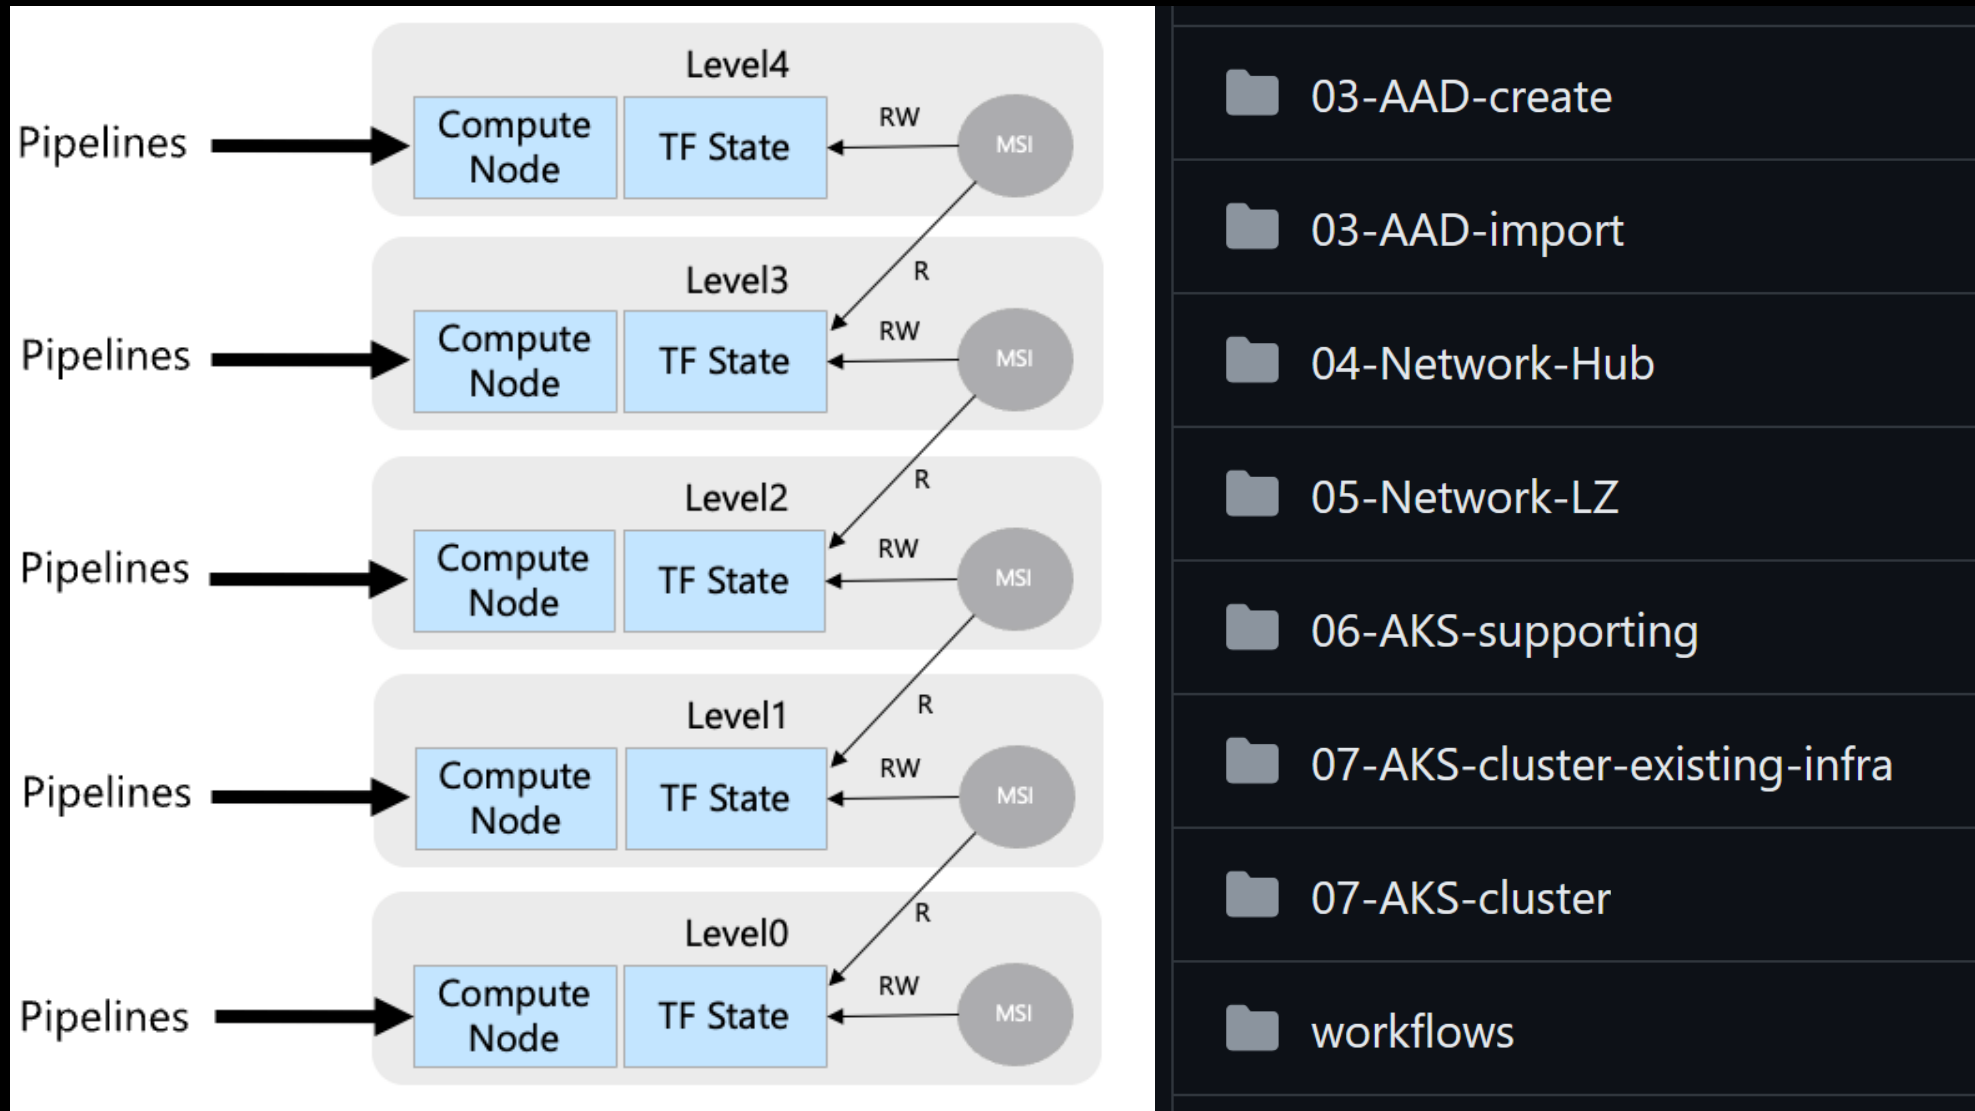 Level4
Pipelines
Compute
Node
TF State
RW
MSI
R
Level3
Pipelines
Compute
Node
TF State
RW
MSI
R
Level2
Pipelines
Compute
Node
TF State
RW
MSI
R
Level1
Pipelines
Compute
Node
TF State
RW
MSI
R
Level0
Pipelines
Compute
Node
TF State
RW
MSI
03-AAD-create
03-AAD-import
04-Network-Hub
05-Network-LZ
06-AKS-supporting
07-AKS-cluster-existing-infra
07-AKS-cluster
workflows